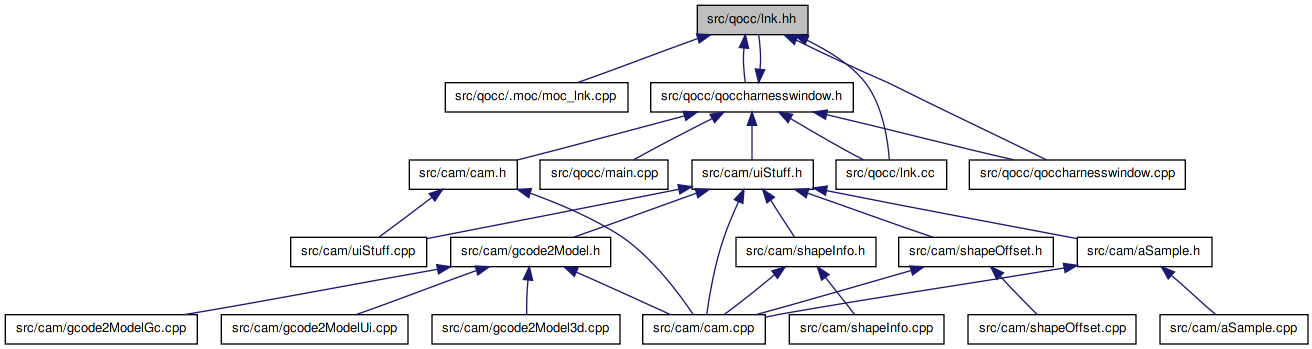 src/qocc/lnk.hh
src/qocc/.moc/moc_lnk.cpp
src/qocc/qoccharnesswindow.h
src/cam/cam.h
src/qocc/main.cpp
src/cam/uiStuff.h
src/qocc/lnk.cc
src/qocc/qoccharnesswindow.cpp
src/cam/uiStuff.cpp
src/cam/gcode2Model.h
src/cam/shapeInfo.h
src/cam/shapeOffset.h
src/cam/aSample.h
src/cam/gcode2ModelGc.cpp
src/cam/gcode2ModelUi.cpp
src/cam/gcode2Model3d.cpp
src/cam/cam.cpp
src/cam/shapeInfo.cpp
src/cam/shapeOffset.cpp
src/cam/aSample.cpp